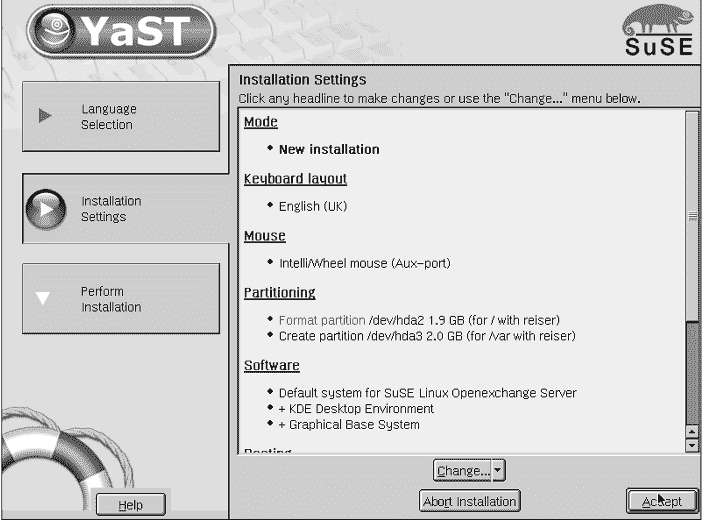 YaST
SuSE
Language
Selection
Installation
Settings
Perform
Installation
Help
Installation Settings
Click any headline to make changes or use the "Change..." menu below.
Mode
New installation
Keyboard layout
English (UK)
Mouse
Intelli/Wheel mouse (Aux-port)
Partitioning
Format partition /dev/hda2 1.9 GB (for / with reiser)
Create partition /dev/hda3 2.0 GB (for /var with reiser)
Software
Default system for SuSE Linux Openexchange Server
+ KDE Desktop Environment
+ Graphical Base System
Change...
Abort Installation
Accept